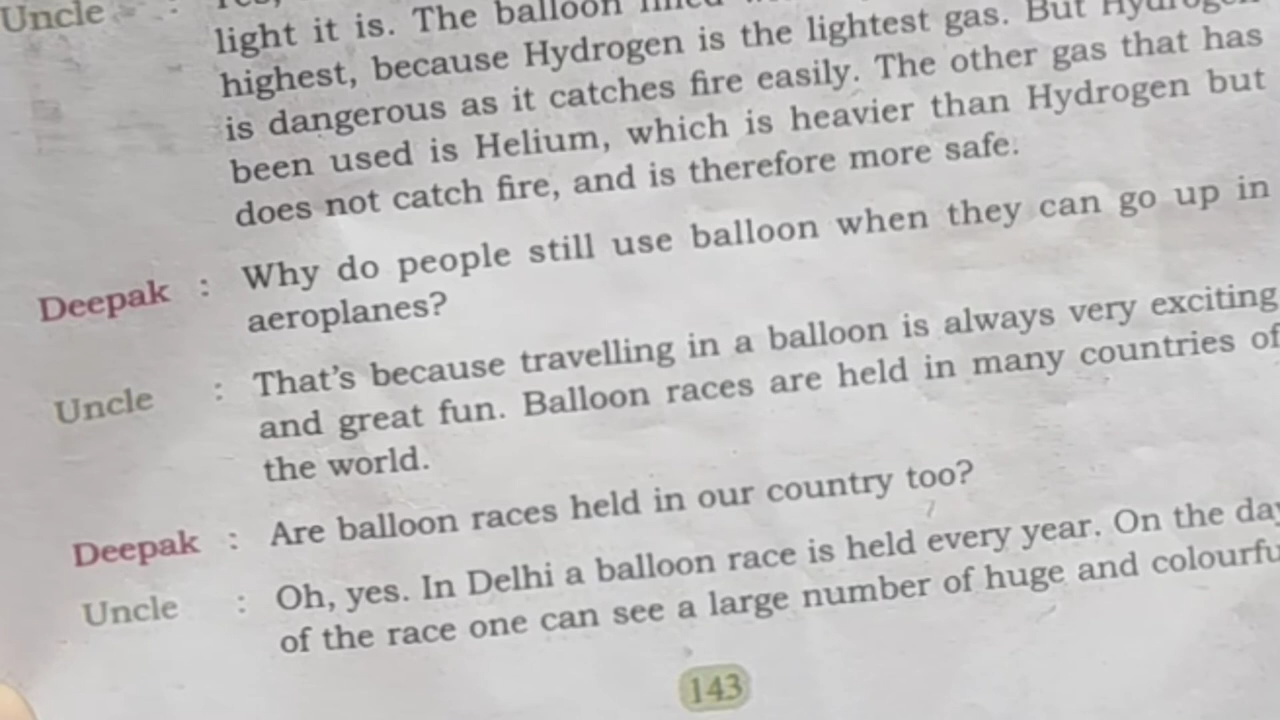 Uncle :
light it is. The balloon
highest, because Hydrogen is the lightest gas. But
is dangerous as it catches fire easily. The other gas that has
been used is Helium, which is heavier than Hydrogen but
does not catch fire, and is therefore more safe.
Deepak : Why do people still use balloon when they can go up in
aeroplanes?
Uncle : That's because travelling in a balloon is always very exciting
and great fun. Balloon races are held in many countries of
the world.
Deepak : Are balloon races held in our country too?
Uncle : Oh, yes. In Delhi a balloon race is held every year. On the day
of the race one can see a large number of huge and colourfu
143